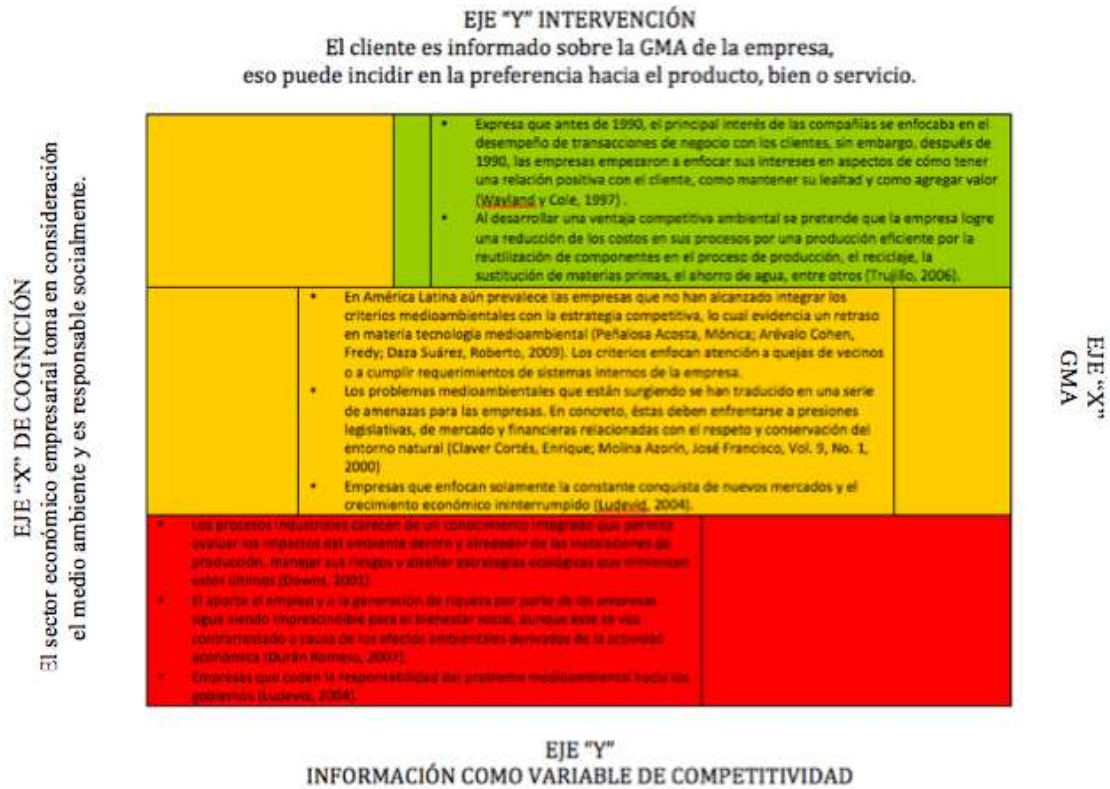 EJE “Y” INTERVENCIÓN
El cliente es informado sobre la GMA de la empresa,
eso puede incidir en la preferencia hacia el producto, bien o servicio.
EJE “X” DE COGNICIÓN
El sector económico empresarial toma en consideración
el medio ambiente y es responsable socialmente.
• Expresa que antes de 1990, el principal interés de las compañías se enfocaba en el
desempeño de transacciones de negocio con los clientes, sin embargo, después de
1990, las empresas empezaron a enfocar sus intereses en aspectos de cómo tener
una relación positiva con el cliente, como mantener su lealtad y como agregar valor
(Wayland y Cole, 1997) .
• Al desarrollar una ventaja competitiva ambiental se pretende que la empresa logre
una reducción de los costos en sus procesos por una producción eficiente por la
reutilización de componentes en el proceso de producción, el reciclaje, la
sustitución de materias primas, el ahorro de agua, entre otros (Trujillo, 2006).
• En América Latina aún prevalece las empresas que no han alcanzado integrar los
criterios medioambientales con la estrategia competitiva, lo cual evidencia un retraso
en materia tecnología medioambiental (Peñalosa Acosta, Mónica; Arévalo Cohen,
Fredy; Daza Suárez, Roberto, 2009). Los criterios enfocan atención a quejas de vecinos
o a cumplir requerimientos de sistemas internos de la empresa.
• Los problemas medioambientales que están surgiendo se han traducido en una serie
de amenazas para las empresas. En concreto, éstas deben enfrentarse a presiones
legislativas, de mercado y financieras relacionadas con el respeto y conservación del
entorno natural (Claver Cortés, Enrique; Molina Azorín, José Francisco, Vol. 9, No. 1,
2000)
• Empresas que enfocan solamente la constante conquista de nuevos mercados y el
crecimiento económico ininterrumpido (Ludevid, 2004).
• Los procesos industriales carecen de un conocimiento integrado que permita
evaluar los impactos del ambiente dentro y alrededor de las instalaciones de
producción, manejar sus riesgos y diseñar estrategias ecológicas que minimicen
estos últimos 2001)
• El aporte al empleo y a la generación de riqueza por parte de las empresas
sigue siendo imprescindible para el bienestar social, aunque éste se vea
contrarrestado a causa de los efectos ambientales derivados de la actividad
económica (Durán Romero, 2007).
• Empresas que ceden la responsabilidad del problema medioambiental hacia los
gobiernos (Ludevid, 2004).
EJE “X”
GMA
EJE “Y”
INFORMACIÓN COMO VARIABLE DE COMPETITIVIDAD